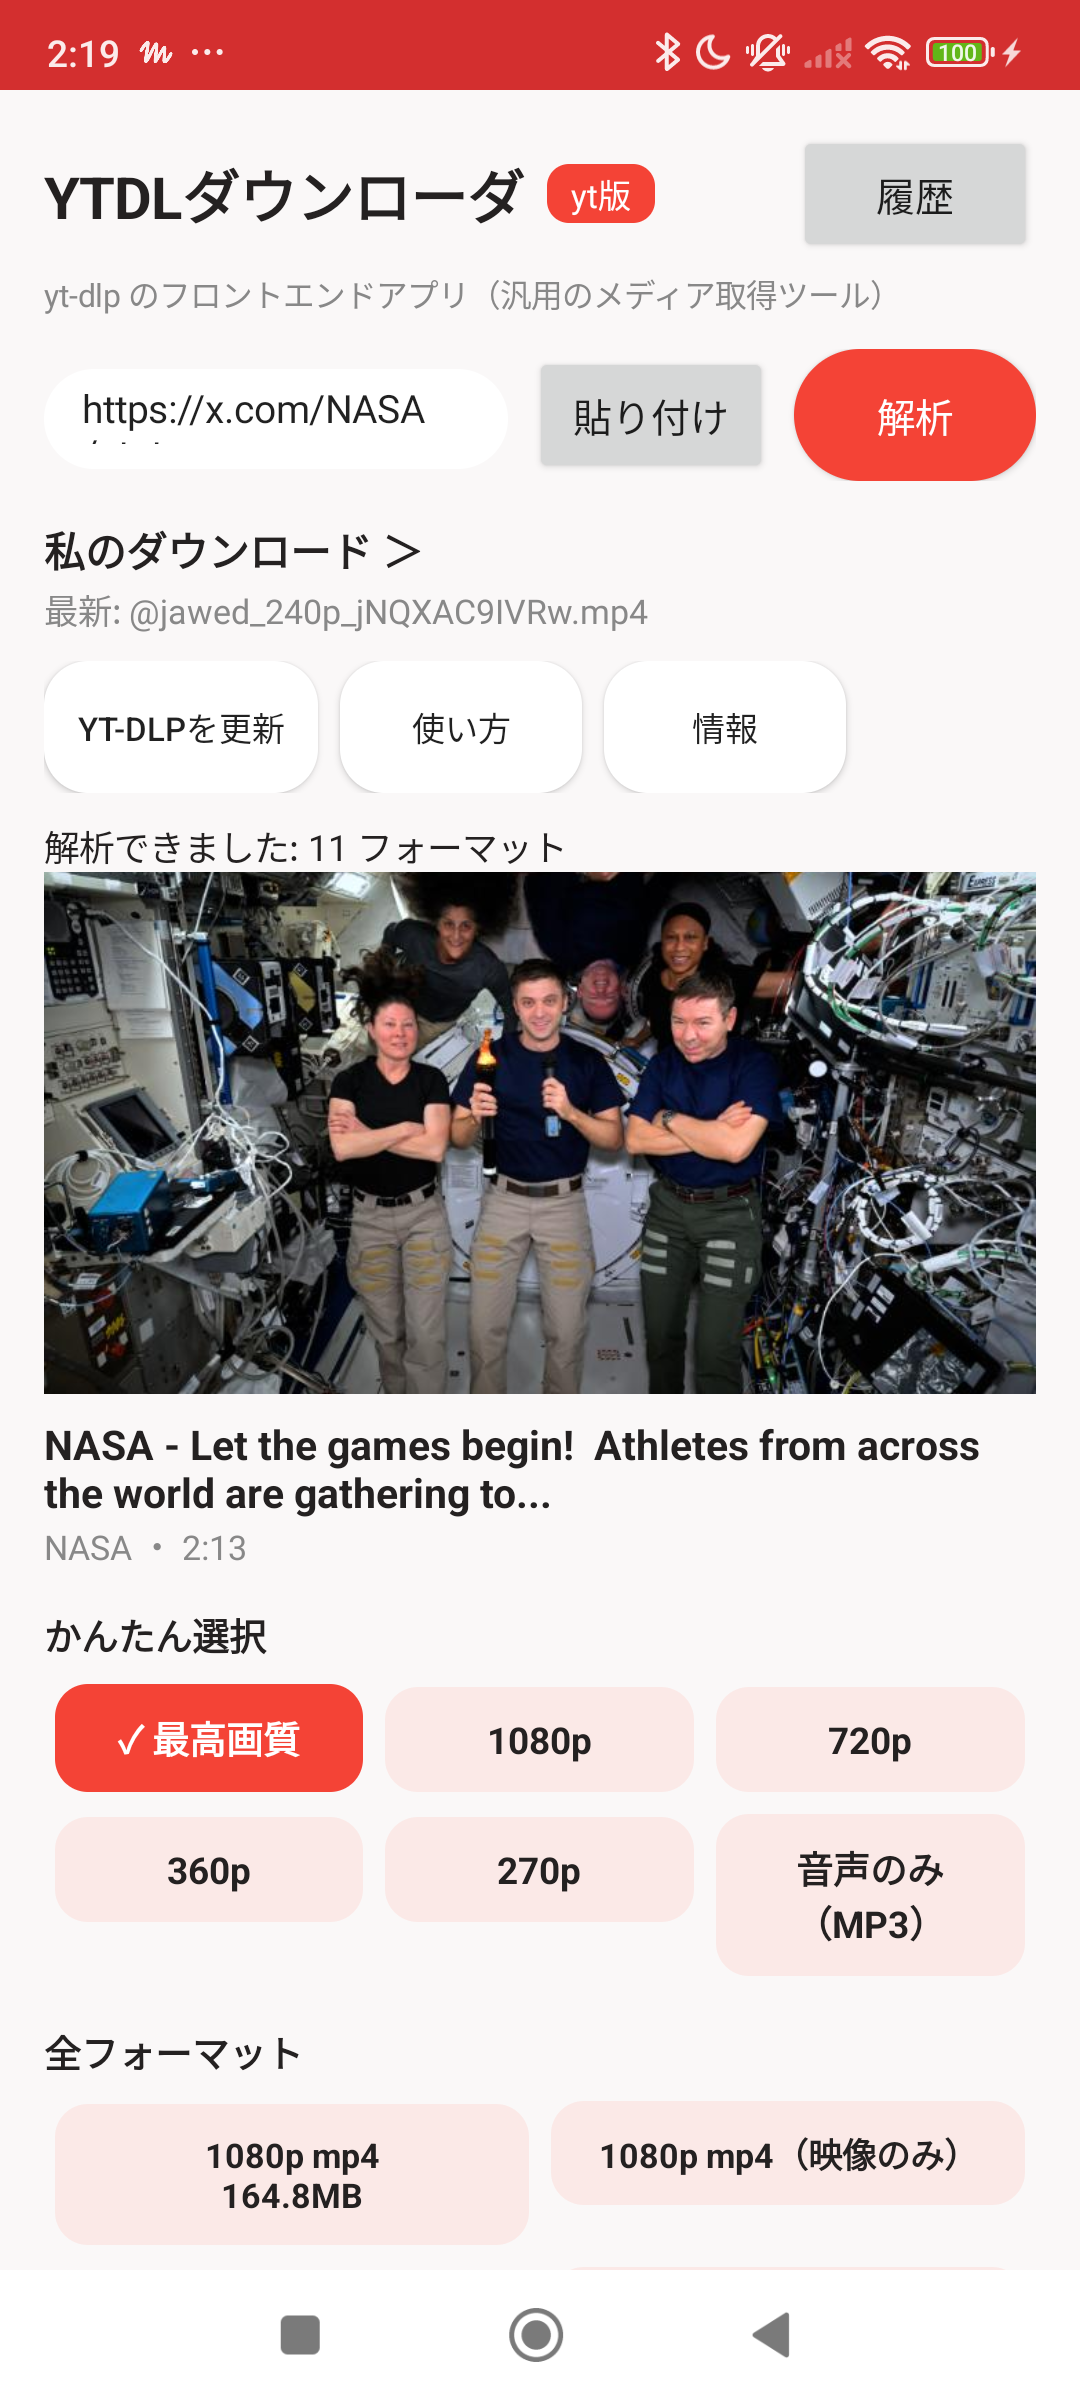 2:19
100
YTDLダウンローダ yt版 履歴
yt-dlp のフロントエンドアプリ（汎用のメディア取得ツール）
https://x.com/NASA
貼り付け
解析
私のダウンロード ＞
最新: @jawed_240p_jNQXAC9IVRw.mp4
YT-DLPを更新 使い方 情報
解析できました: 11 フォーマット
NASA - Let the games begin!  Athletes from across
the world are gathering to...
NASA ・ 2:13
かんたん選択
✓ 最高画質 1080p 720p
360p 270p 音声のみ
（MP3）
全フォーマット
1080p mp4
164.8MB
1080p mp4（映像のみ）